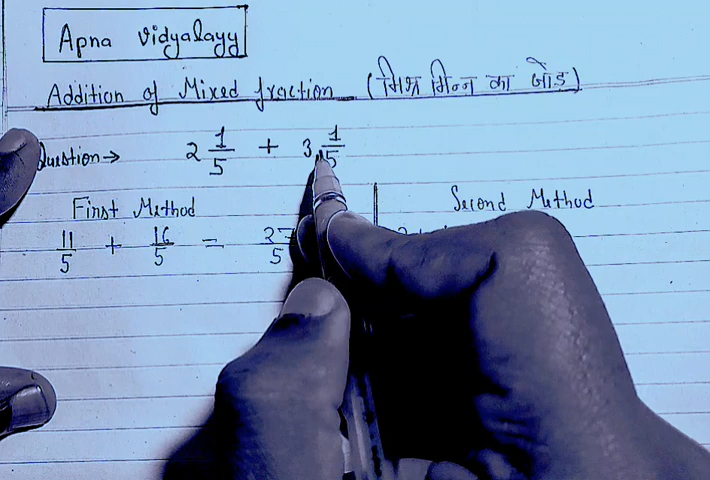 Apna Vidyalayy
Addition of Mixed fraction (मिश्र भिन्न का जोड़)
Question→ 2 1/5 + 3 1/5
First Method
Second Method
11/5 + 16/5 = 27/5